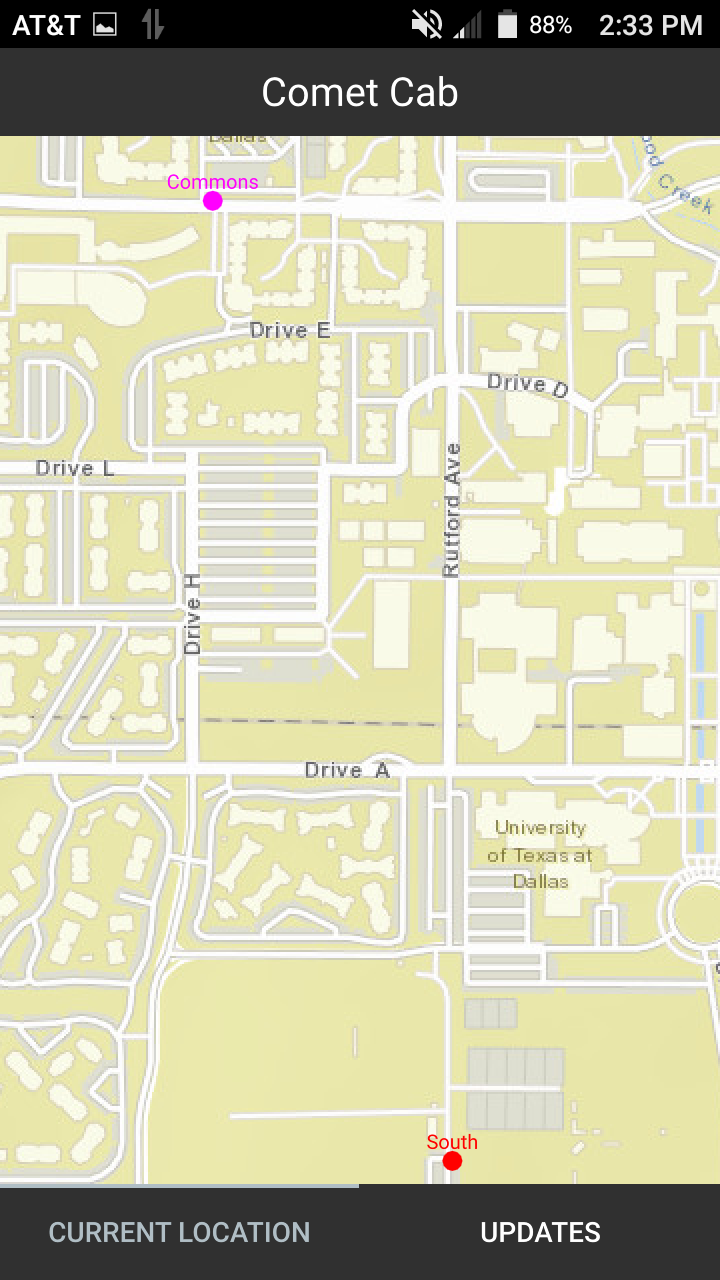 AT&T 88% 2:33 PM
Comet Cab
Dallas
Commons
Creek
Drive E
Drive D
Drive L
Rutford Ave
Drive H
Drive A
University
of Texas at
Dallas
South
CURRENT LOCATION UPDATES